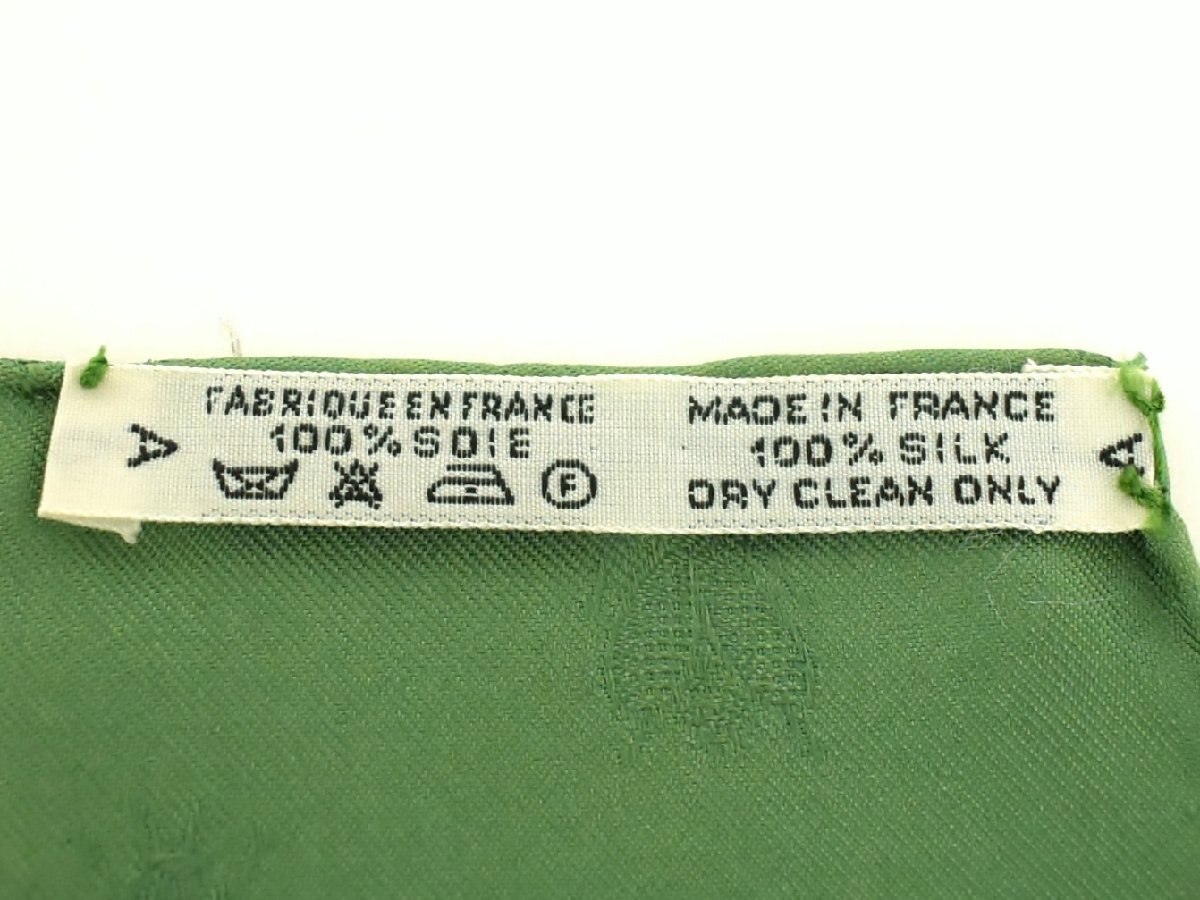 A
FABRIQUE EN FRANCE
100% SOIE
F
MADE IN FRANCE
100% SILK
DRY CLEAN ONLY
A